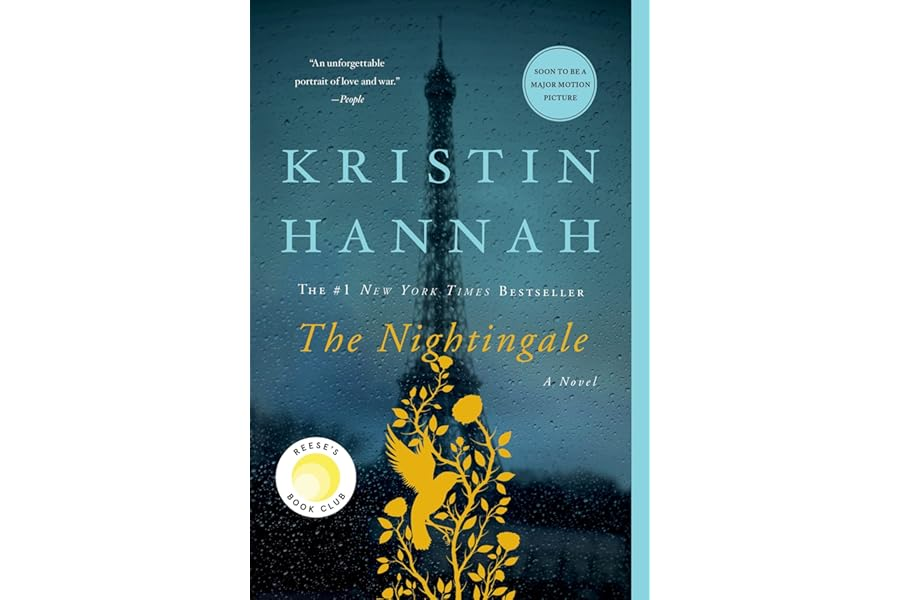 “An unforgettable
portrait of love and war.”
—People
SOON TO BE A
MAJOR MOTION
PICTURE
KRISTIN
HANNAH
THE #1 NEW YORK TIMES BESTSELLER
The Nightingale
A Novel
REESE'S
BOOK CLUB